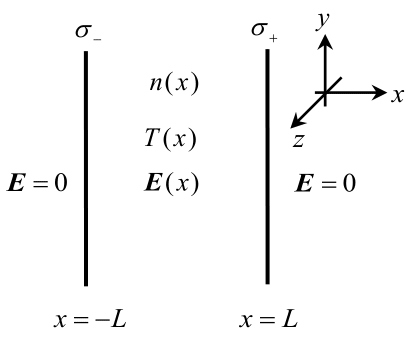 σ₋
σ₊
y
n(x)
x
T(x)
z
E = 0
E(x)
E = 0
x = −L
x = L